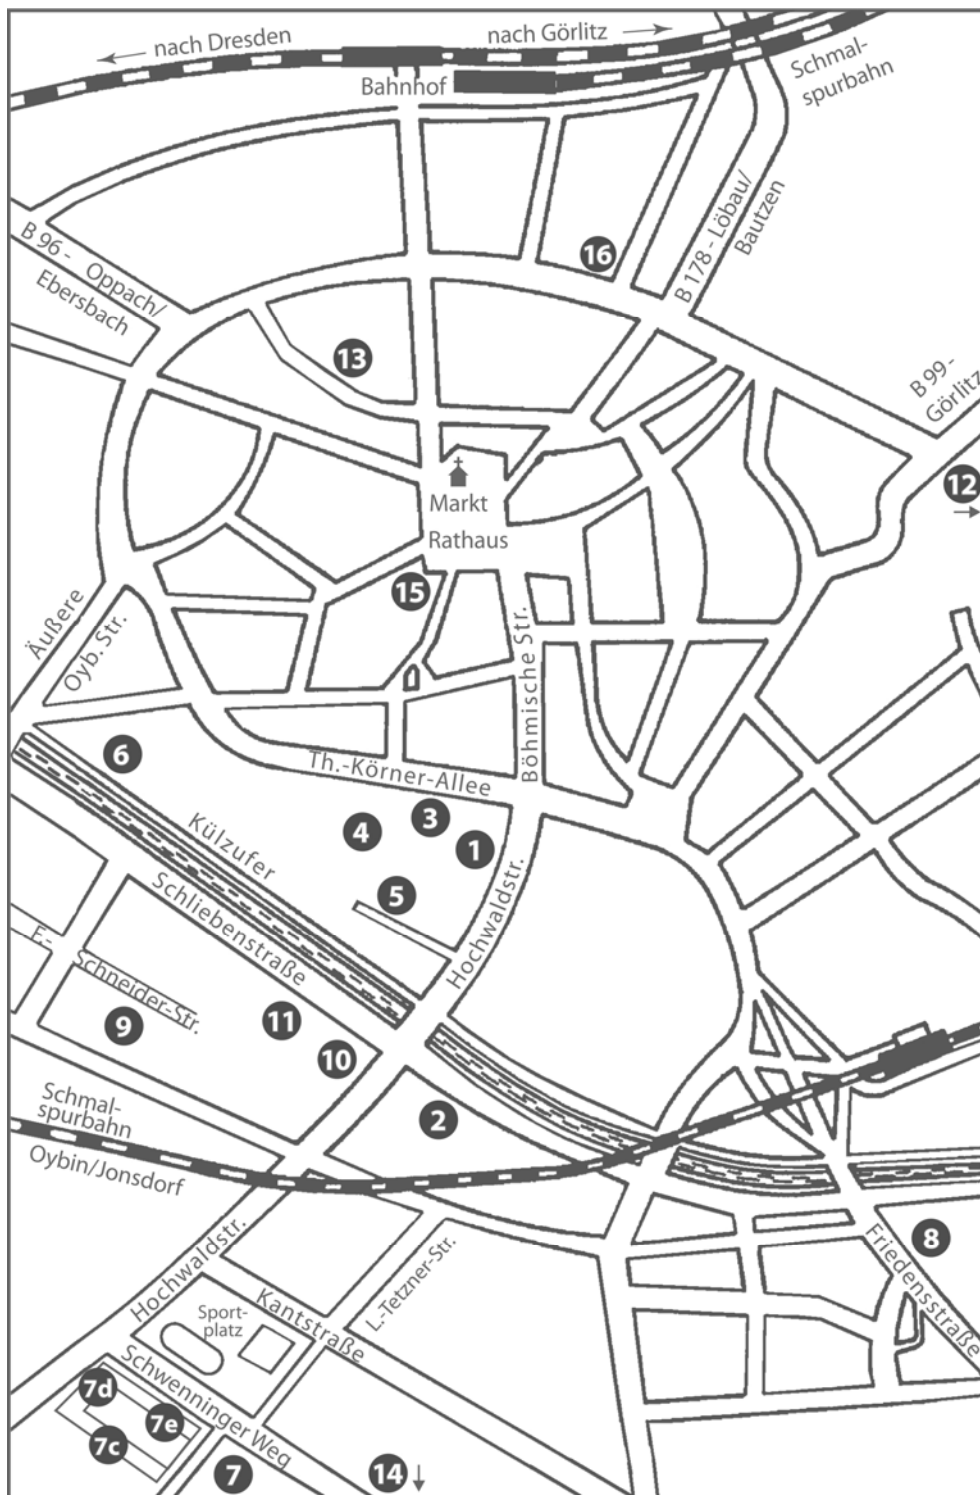 nach Dresden
nach Görlitz
Bahnhof
Schmal-
spurbahn
B 96 - Oppach/
Ebersbach
B 178 - Löbau/
Bautzen
16
13
B 99 -
Görlitz
12
Markt
Rathaus
15
Äußere
Oyb. Str.
Böhmische Str.
6
Th.-Körner-Allee
3
4
1
Külzufer
5
Schliebenstraße
Hochwaldstr.
F.-
Schneider-Str.
9
11
10
Schmal-
spurbahn
2
Oybin/Jonsdorf
8
Friedensstraße
Hochwaldstr.
L.-Tetzner-Str.
Sport-
platz
Kantstraße
Schwenninger Weg
7d
7e
7c
7
14